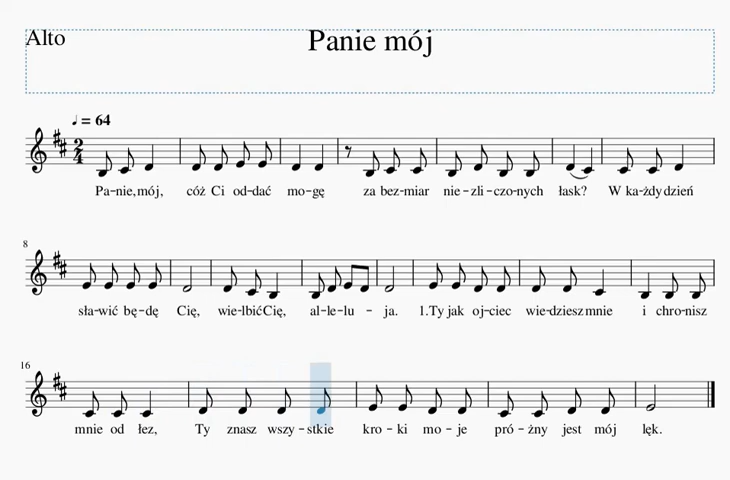 Alto
Panie mój
♩ = 64
2
4
Pa-nie, mój, cóż Ci od-dać mo-gę za bez-miar nie-zli-czo-nych łask? W każdy dzień
8
sła-wić bę-dę Cię, wie-lbić Cię, al-le-lu - ja. 1.Ty jak oj-ciec wie-dziesz mnie i chro-nisz
16
mnie od łez, Ty znasz wszy-stkie kro-ki mo-je pró-żny jest mój lęk.